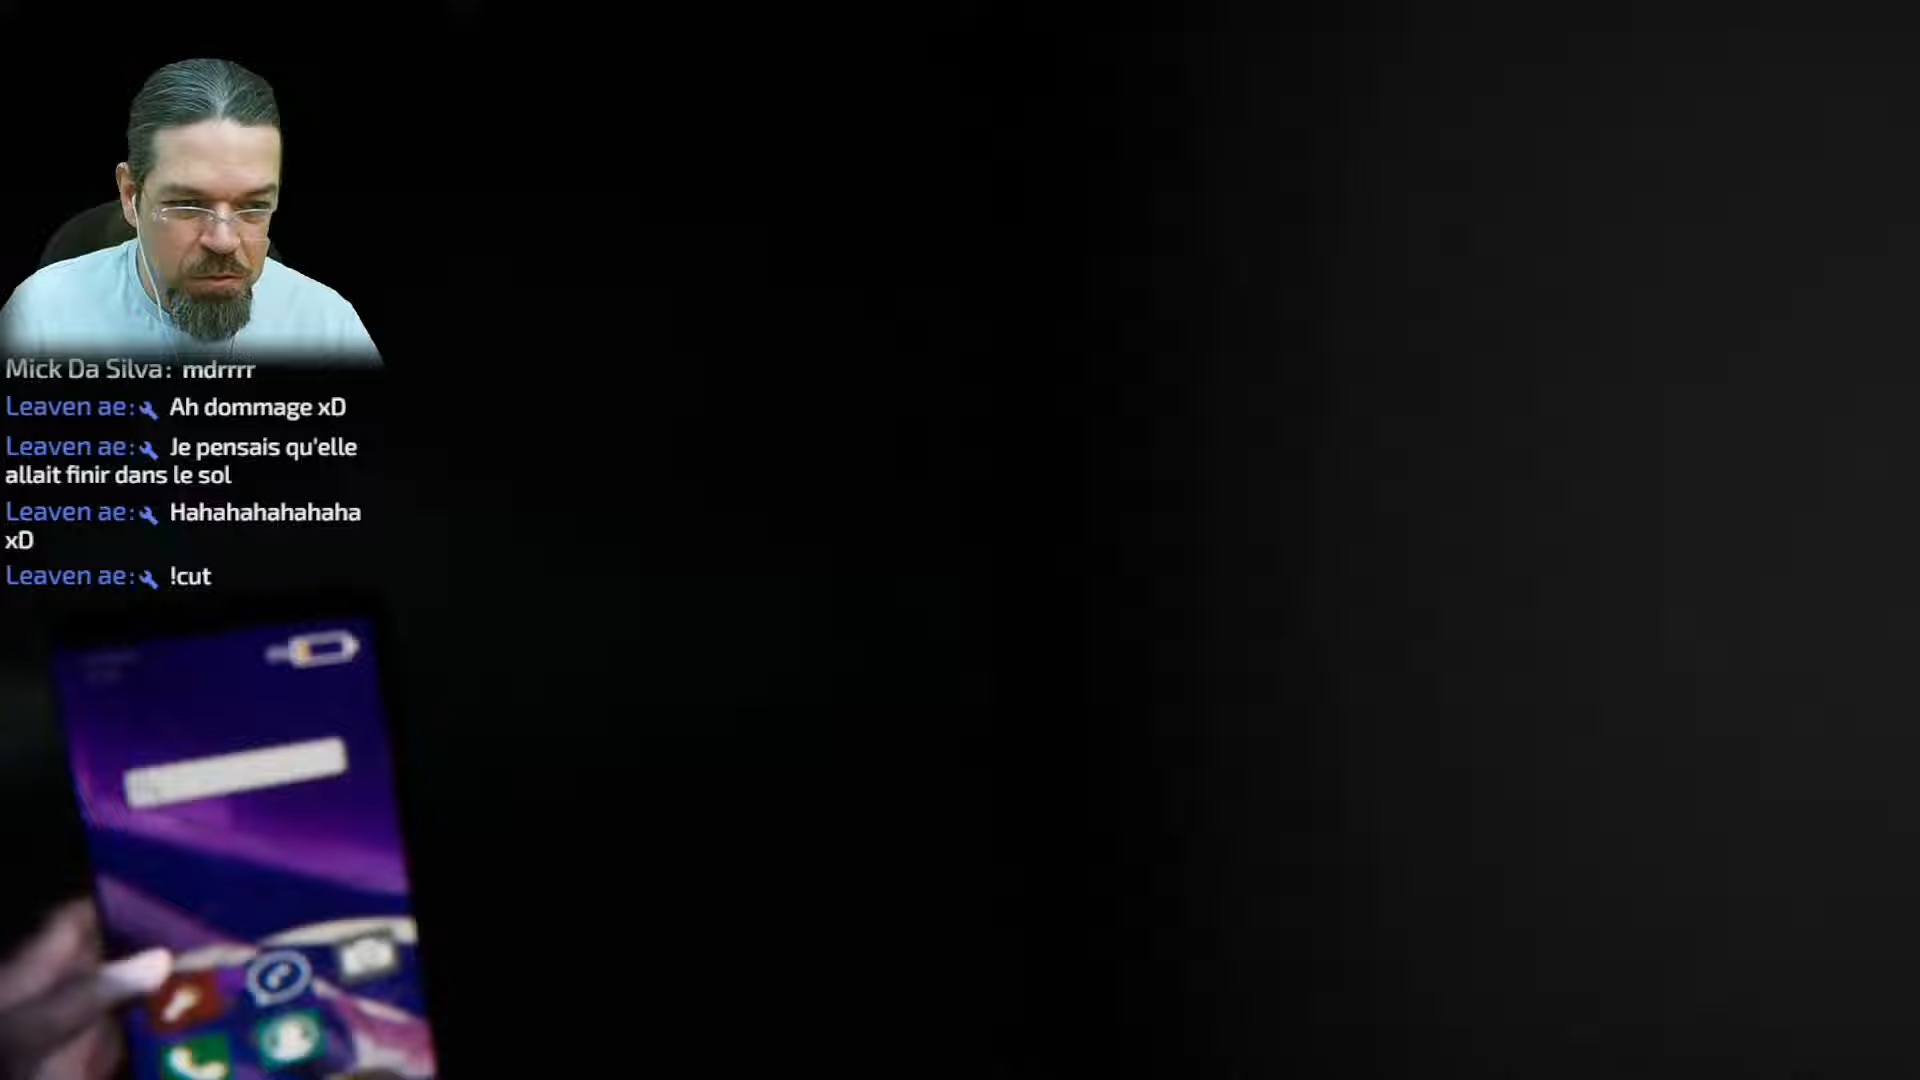 Mick Da Silva: mdrrrr
Leaven ae: Ah dommage xD
Leaven ae: Je pensais qu'elle
allait finir dans le sol
Leaven ae: Hahahahahahaha
xD
Leaven ae: !cut